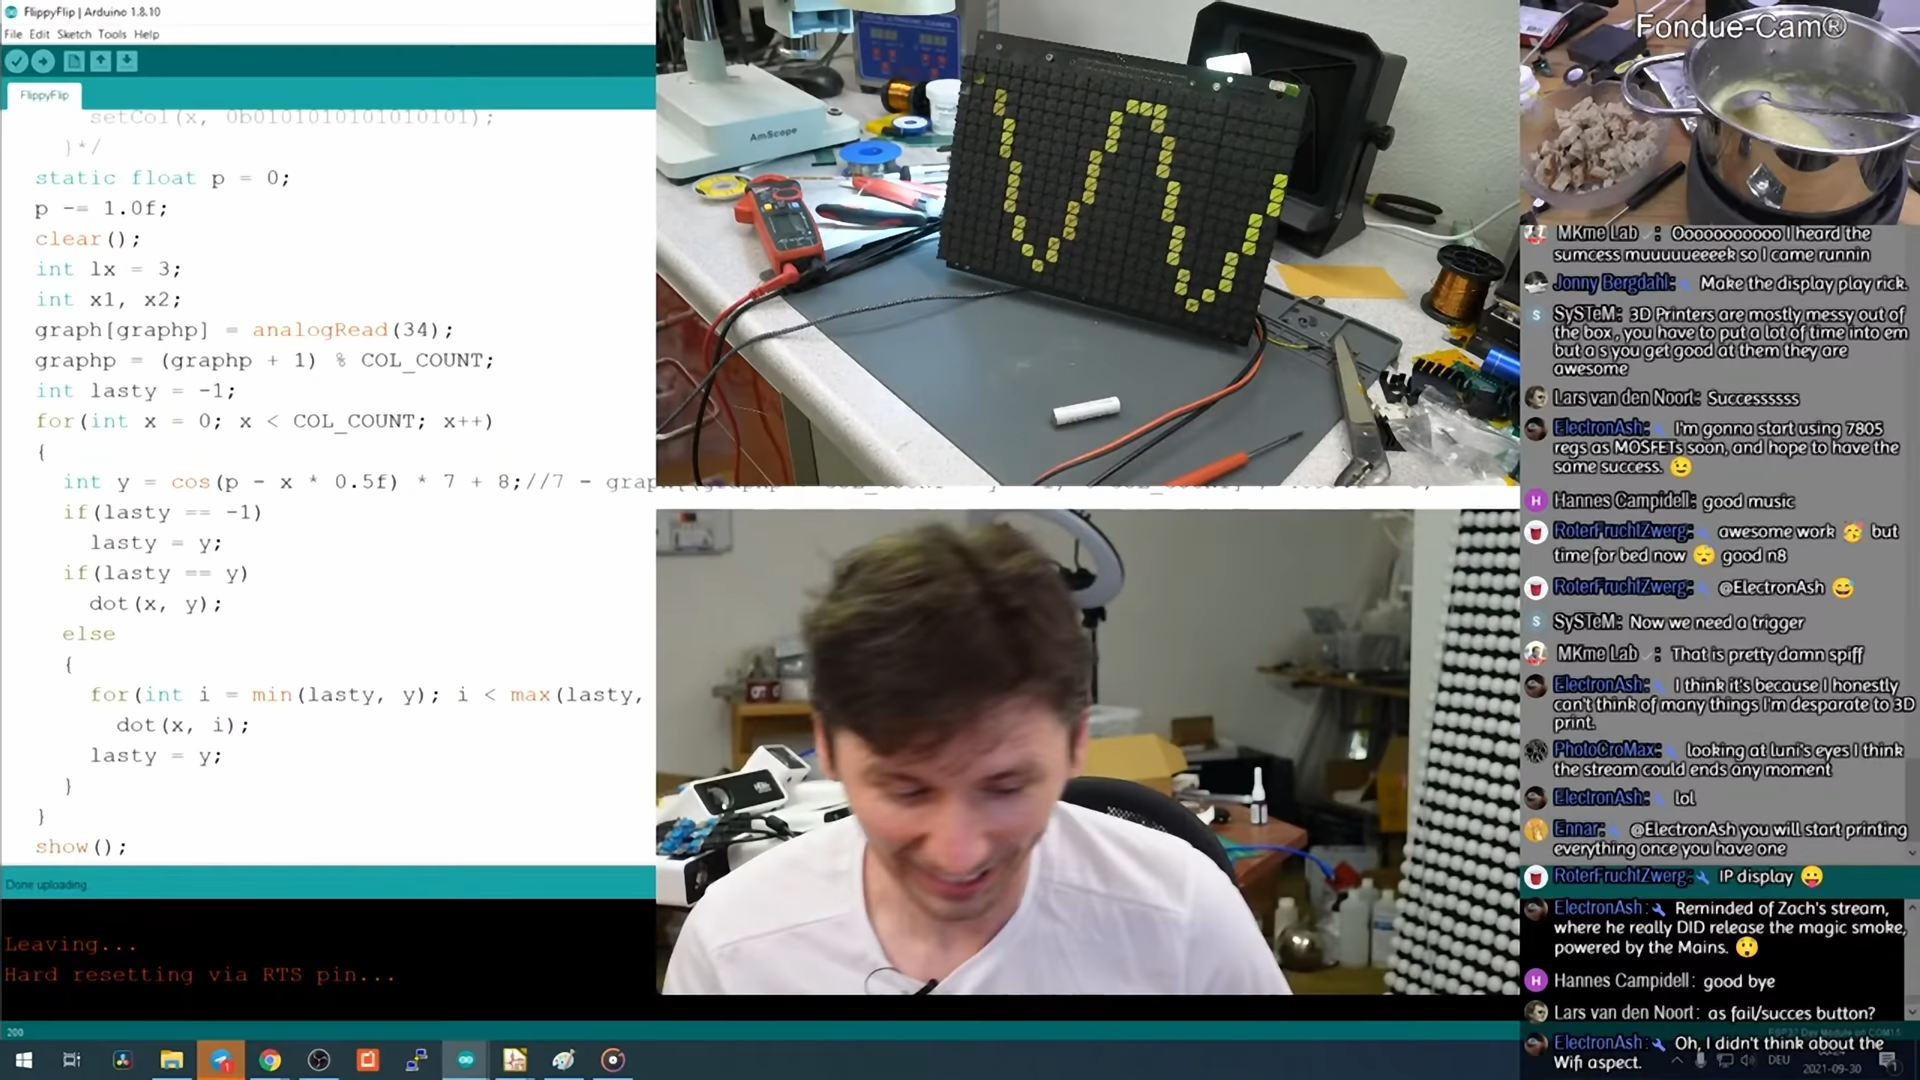 FlippyFlip | Arduino 1.8.10
File Edit Sketch Tools Help
FlippyFlip
setCol(x, 0b0101010101010101);
}*/
static float p = 0;
p -= 1.0f;
clear();
int lx = 3;
int x1, x2;
graph[graphp] = analogRead(34);
graphp = (graphp + 1) % COL_COUNT;
int lasty = -1;
for(int x = 0; x < COL_COUNT; x++)
{
int y = cos(p - x * 0.5f) * 7 + 8;//7 -
if(lasty == -1)
lasty = y;
if(lasty == y)
dot(x, y);
else
{
for(int i = min(lasty, y); i < max(lasty,
dot(x, i);
lasty = y;
}
}
show();
Done uploading
Leaving...
Hard resetting via RTS pin...
200
AmScope
Fondue-Cam®
MKme Lab : Ooooooooooo I heard the
sumcess muuuuueeeek so I came runnin
Jonny Bergdahl: Make the display play rick.
S SySTeM: 3D Printers are mostly messy out of
the box , you have to put a lot of time into em
but a s you get good at them they are
awesome
Lars van den Noort: Successssss
ElectronAsh: I'm gonna start using 7805
regs as MOSFETs soon, and hope to have the
same success. 😉
H Hannes Campidell: good music
RoterFruchtZwerg: awesome work 🥳 but
time for bed now 😴 good n8
RoterFruchtZwerg: @ElectronAsh 😅
S SySTeM: Now we need a trigger
MKme Lab : That is pretty damn spiff
ElectronAsh: I think it's because I honestly
can't think of many things I'm desparate to 3D
print.
PhotoCroMax: looking at luni's eyes I think
the stream could ends any moment
ElectronAsh: lol
Ennar: @ElectronAsh you will start printing
everything once you have one
RoterFruchtZwerg: IP display 😛
ElectronAsh: Reminded of Zach's stream,
where he really DID release the magic smoke,
powered by the Mains. 😲
H Hannes Campidell: good bye
Lars van den Noort: as fail/succes button?
ElectronAsh: Oh, I didn't think about the
Wifi aspect.
DEU
2021-09-30